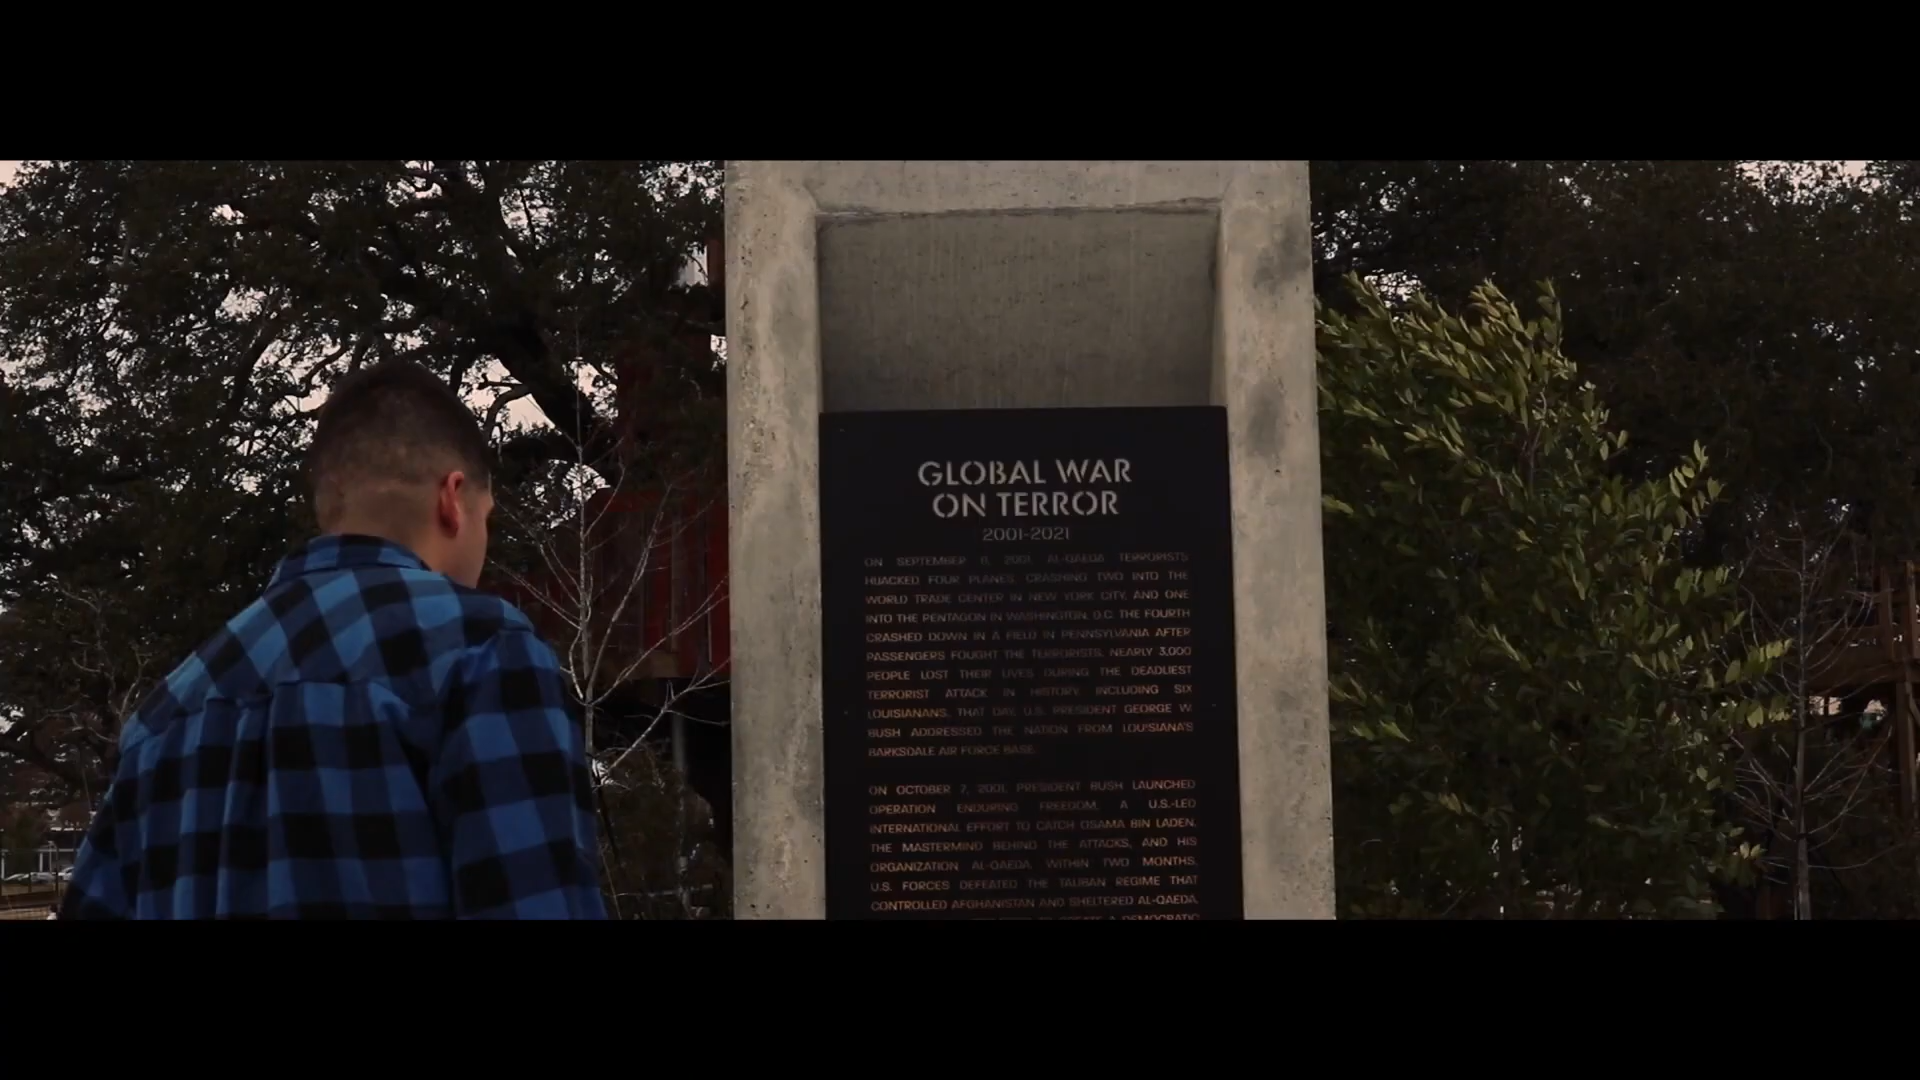 GLOBAL WAR
ON TERROR
2001-2021
ON SEPTEMBER 11, 2001, AL-QAEDA TERRORISTS
HIJACKED FOUR PLANES, CRASHING TWO INTO THE
WORLD TRADE CENTER IN NEW YORK CITY, AND ONE
INTO THE PENTAGON IN WASHINGTON, D.C. THE FOURTH
CRASHED DOWN IN A FIELD IN PENNSYLVANIA AFTER
PASSENGERS FOUGHT THE TERRORISTS. NEARLY 3,000
PEOPLE LOST THEIR LIVES DURING THE DEADLIEST
TERRORIST ATTACK IN HISTORY, INCLUDING SIX
LOUISIANANS. THAT DAY, U.S. PRESIDENT GEORGE W.
BUSH ADDRESSED THE NATION FROM LOUISIANA'S
BARKSDALE AIR FORCE BASE.
ON OCTOBER 7, 2001, PRESIDENT BUSH LAUNCHED
OPERATION ENDURING FREEDOM, A U.S.-LED
INTERNATIONAL EFFORT TO CATCH OSAMA BIN LADEN,
THE MASTERMIND BEHIND THE ATTACKS, AND HIS
ORGANIZATION AL-QAEDA. WITHIN TWO MONTHS,
U.S. FORCES DEFEATED THE TALIBAN REGIME THAT
CONTROLLED AFGHANISTAN AND SHELTERED AL-QAEDA.
TO CREATE A DEMOCRATIC